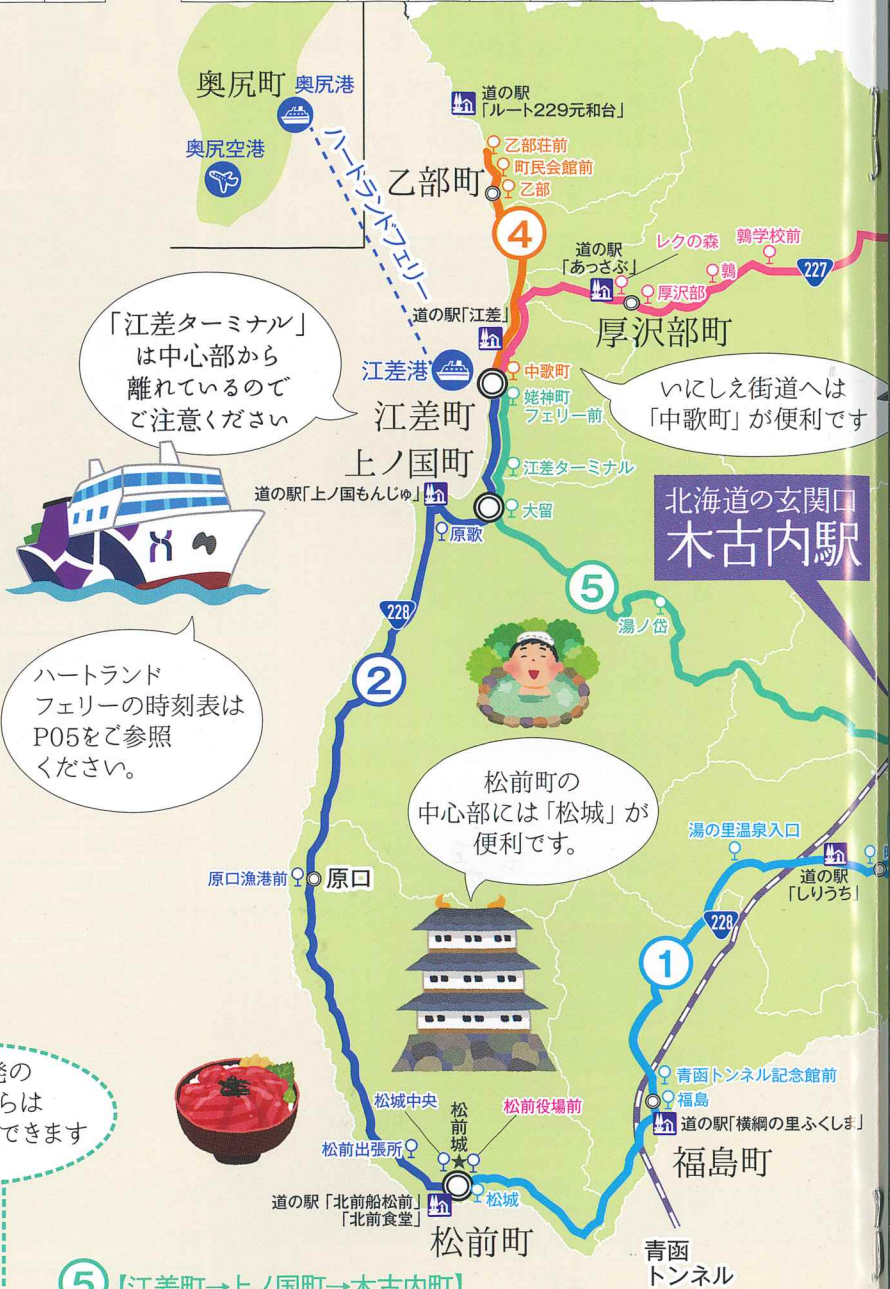 奥尻町
奥尻港
奥尻空港
ハートランドフェリー
道の駅
「ルート229元和台」
乙部荘前
町民会館前
乙部
乙部町
4
道の駅
「あっさぶ」
レクの森
鶉学校前
鶉
厚沢部
227
厚沢部町
「江差ターミナル」
は中心部から
離れているので
ご注意ください
道の駅「江差」
江差港
中歌町
姥神町
フェリー前
江差町
いにしえ街道へは
「中歌町」が便利です
上ノ国町
江差ターミナル
道の駅「上ノ国もんじゅ」
大留
原歌
北海道の玄関口
木古内駅
5
湯ノ岱
228
2
ハートランド
フェリーの時刻表は
P05をご参照
ください。
松前町の
中心部には「松城」が
便利です。
湯の里温泉入口
道の駅
「しりうち」
原口漁港前
原口
228
1
青函トンネル記念館前
福島
道の駅「横綱の里ふくしま」
福島町
らは
できます
松城中央
松前城
松前役場前
松前出張所
道の駅「北前船松前」
「北前食堂」
松城
松前町
青函
トンネル
5【江差町→上ノ国町→木古内町】